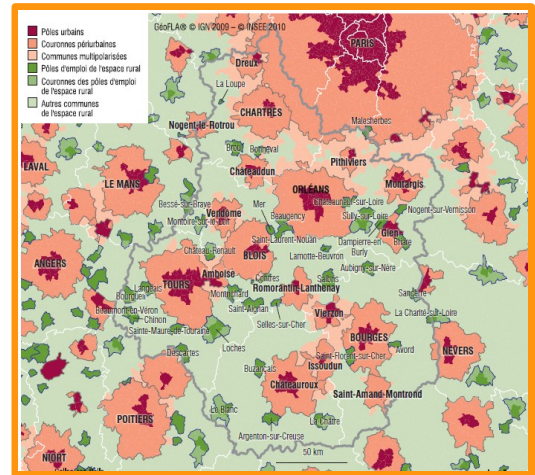 GéoFLA® © IGN 2009 – © INSEE 2010
Pôles urbains
Couronnes périurbaines
Communes multipolarisées
Pôles d'emploi de l'espace rural
Couronnes des pôles d'emploi
de l'espace rural
Autres communes
de l'espace rural
PARIS
Dreux
La Loupe
CHARTRES
Malesherbes
Nogent-le-Rotrou
Brou
Bonneval
Pithiviers
LAVAL
LE MANS
Châteaudun
ORLÉANS
Montargis
Mer
Châteauneuf-sur-Loire
Bessé-sur-Braye
Vendôme
Beaugency
Sully-sur-Loire
Nogent-sur-Vernisson
Montoire-sur-le-Loir
Gien
Saint-Laurent-Nouan
Dampierre-en
Burly
Briare
Château-Renault
BLOIS
Lamotte-Beuvron
ANGERS
Amboise
Aubigny-sur-Nère
Langeais
TOURS
Contres
Salbris
Bourgueil
Montrichard
Romorantin-Lanthenay
Sancerre
Beaumont-en-Véron
Saint-Aignan
La Charité-sur-Loire
Chinon
Vierzon
Sainte-Maure-de-Touraine
Selles-sur-Cher
BOURGES
Loches
Avord
NEVERS
Descartes
Saint-Florent-sur-Cher
Issoudun
Buzançais
Châteauroux
Saint-Amand-Montrond
POITIERS
Le Blanc
La Châtre
Argenton-sur-Creuse
NIORT
50 km